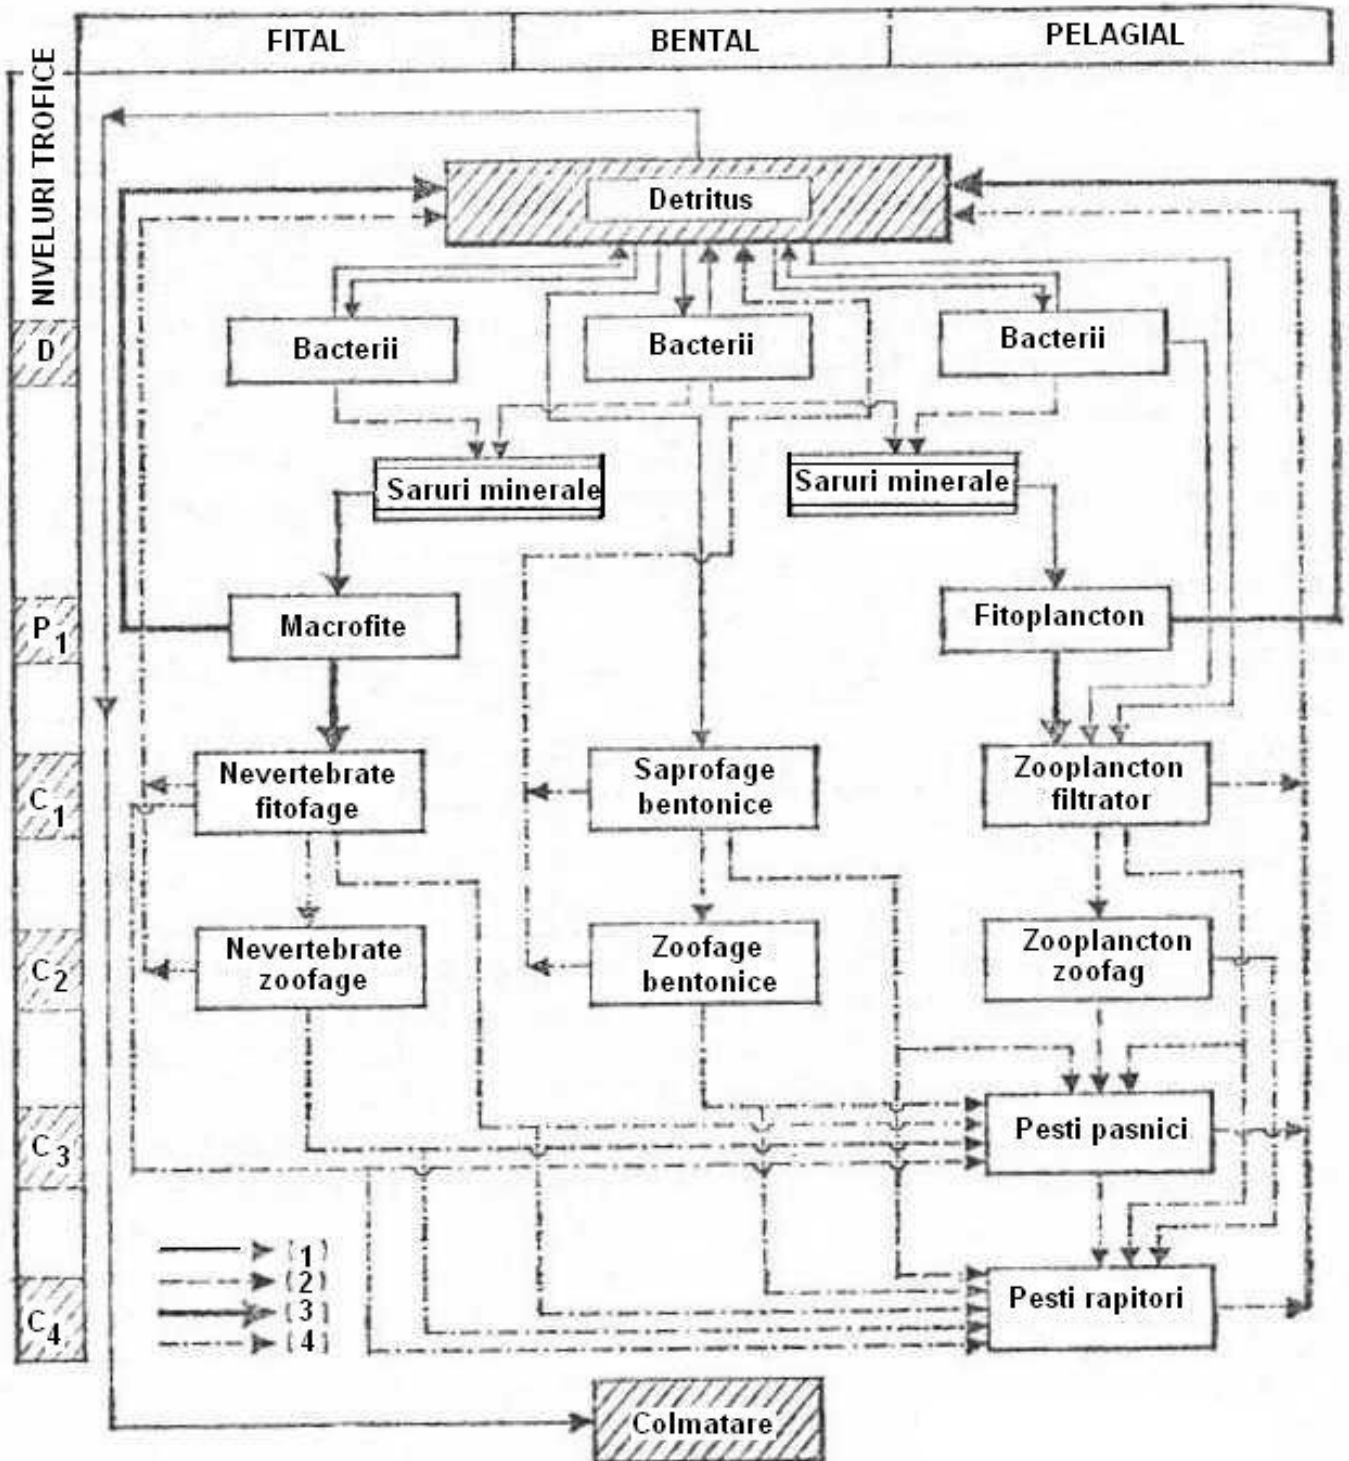 FITAL
BENTAL
PELAGIAL
NIVELURI TROFICE
Detritus
D
Bacterii
Bacterii
Bacterii
Saruri minerale
Saruri minerale
P1
Macrofite
Fitoplancton
C1
Nevertebrate
fitofage
Saprofage
bentonice
Zooplancton
filtrator
C2
Nevertebrate
zoofage
Zoofage
bentonice
Zooplancton
zoofag
C3
Pesti pasnici
(1)
(2)
(3)
(4)
C4
Pesti rapitori
Colmatare